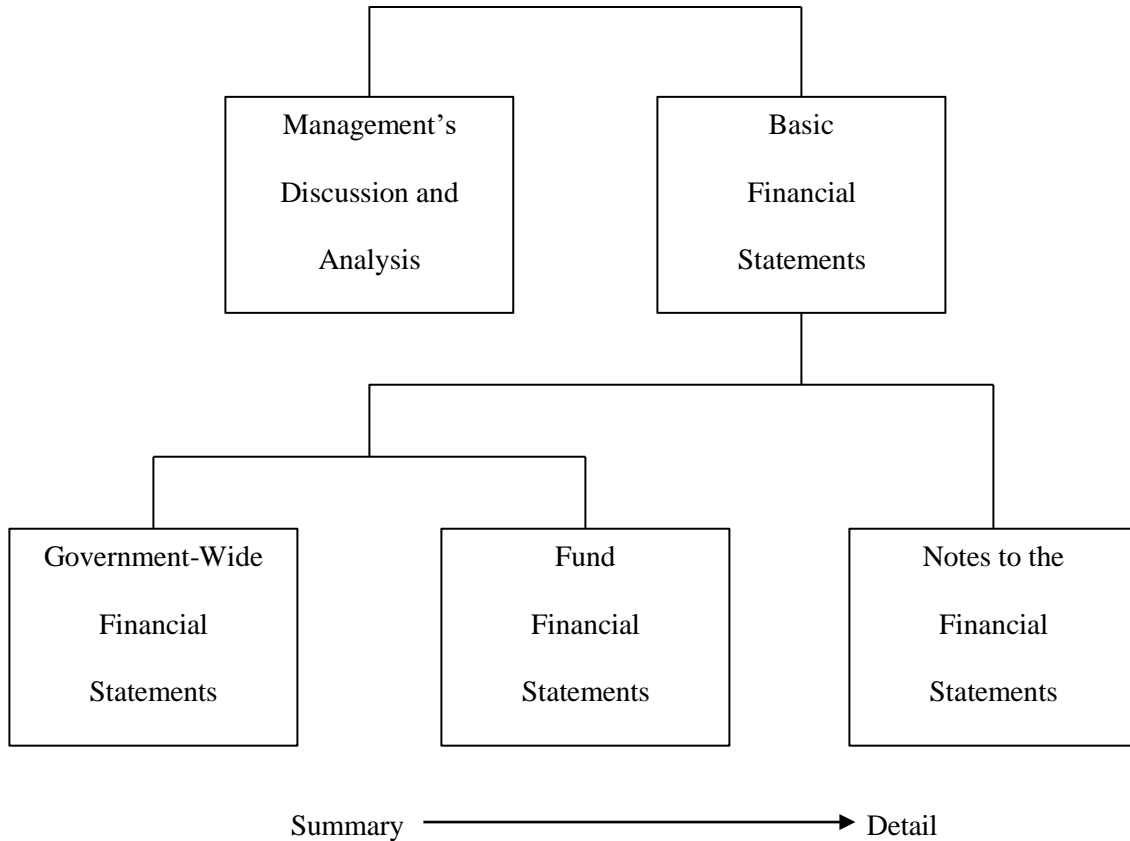 Management’s
Discussion and
Analysis
Basic
Financial
Statements
Government-Wide
Financial
Statements
Fund
Financial
Statements
Notes to the
Financial
Statements
Summary
Detail